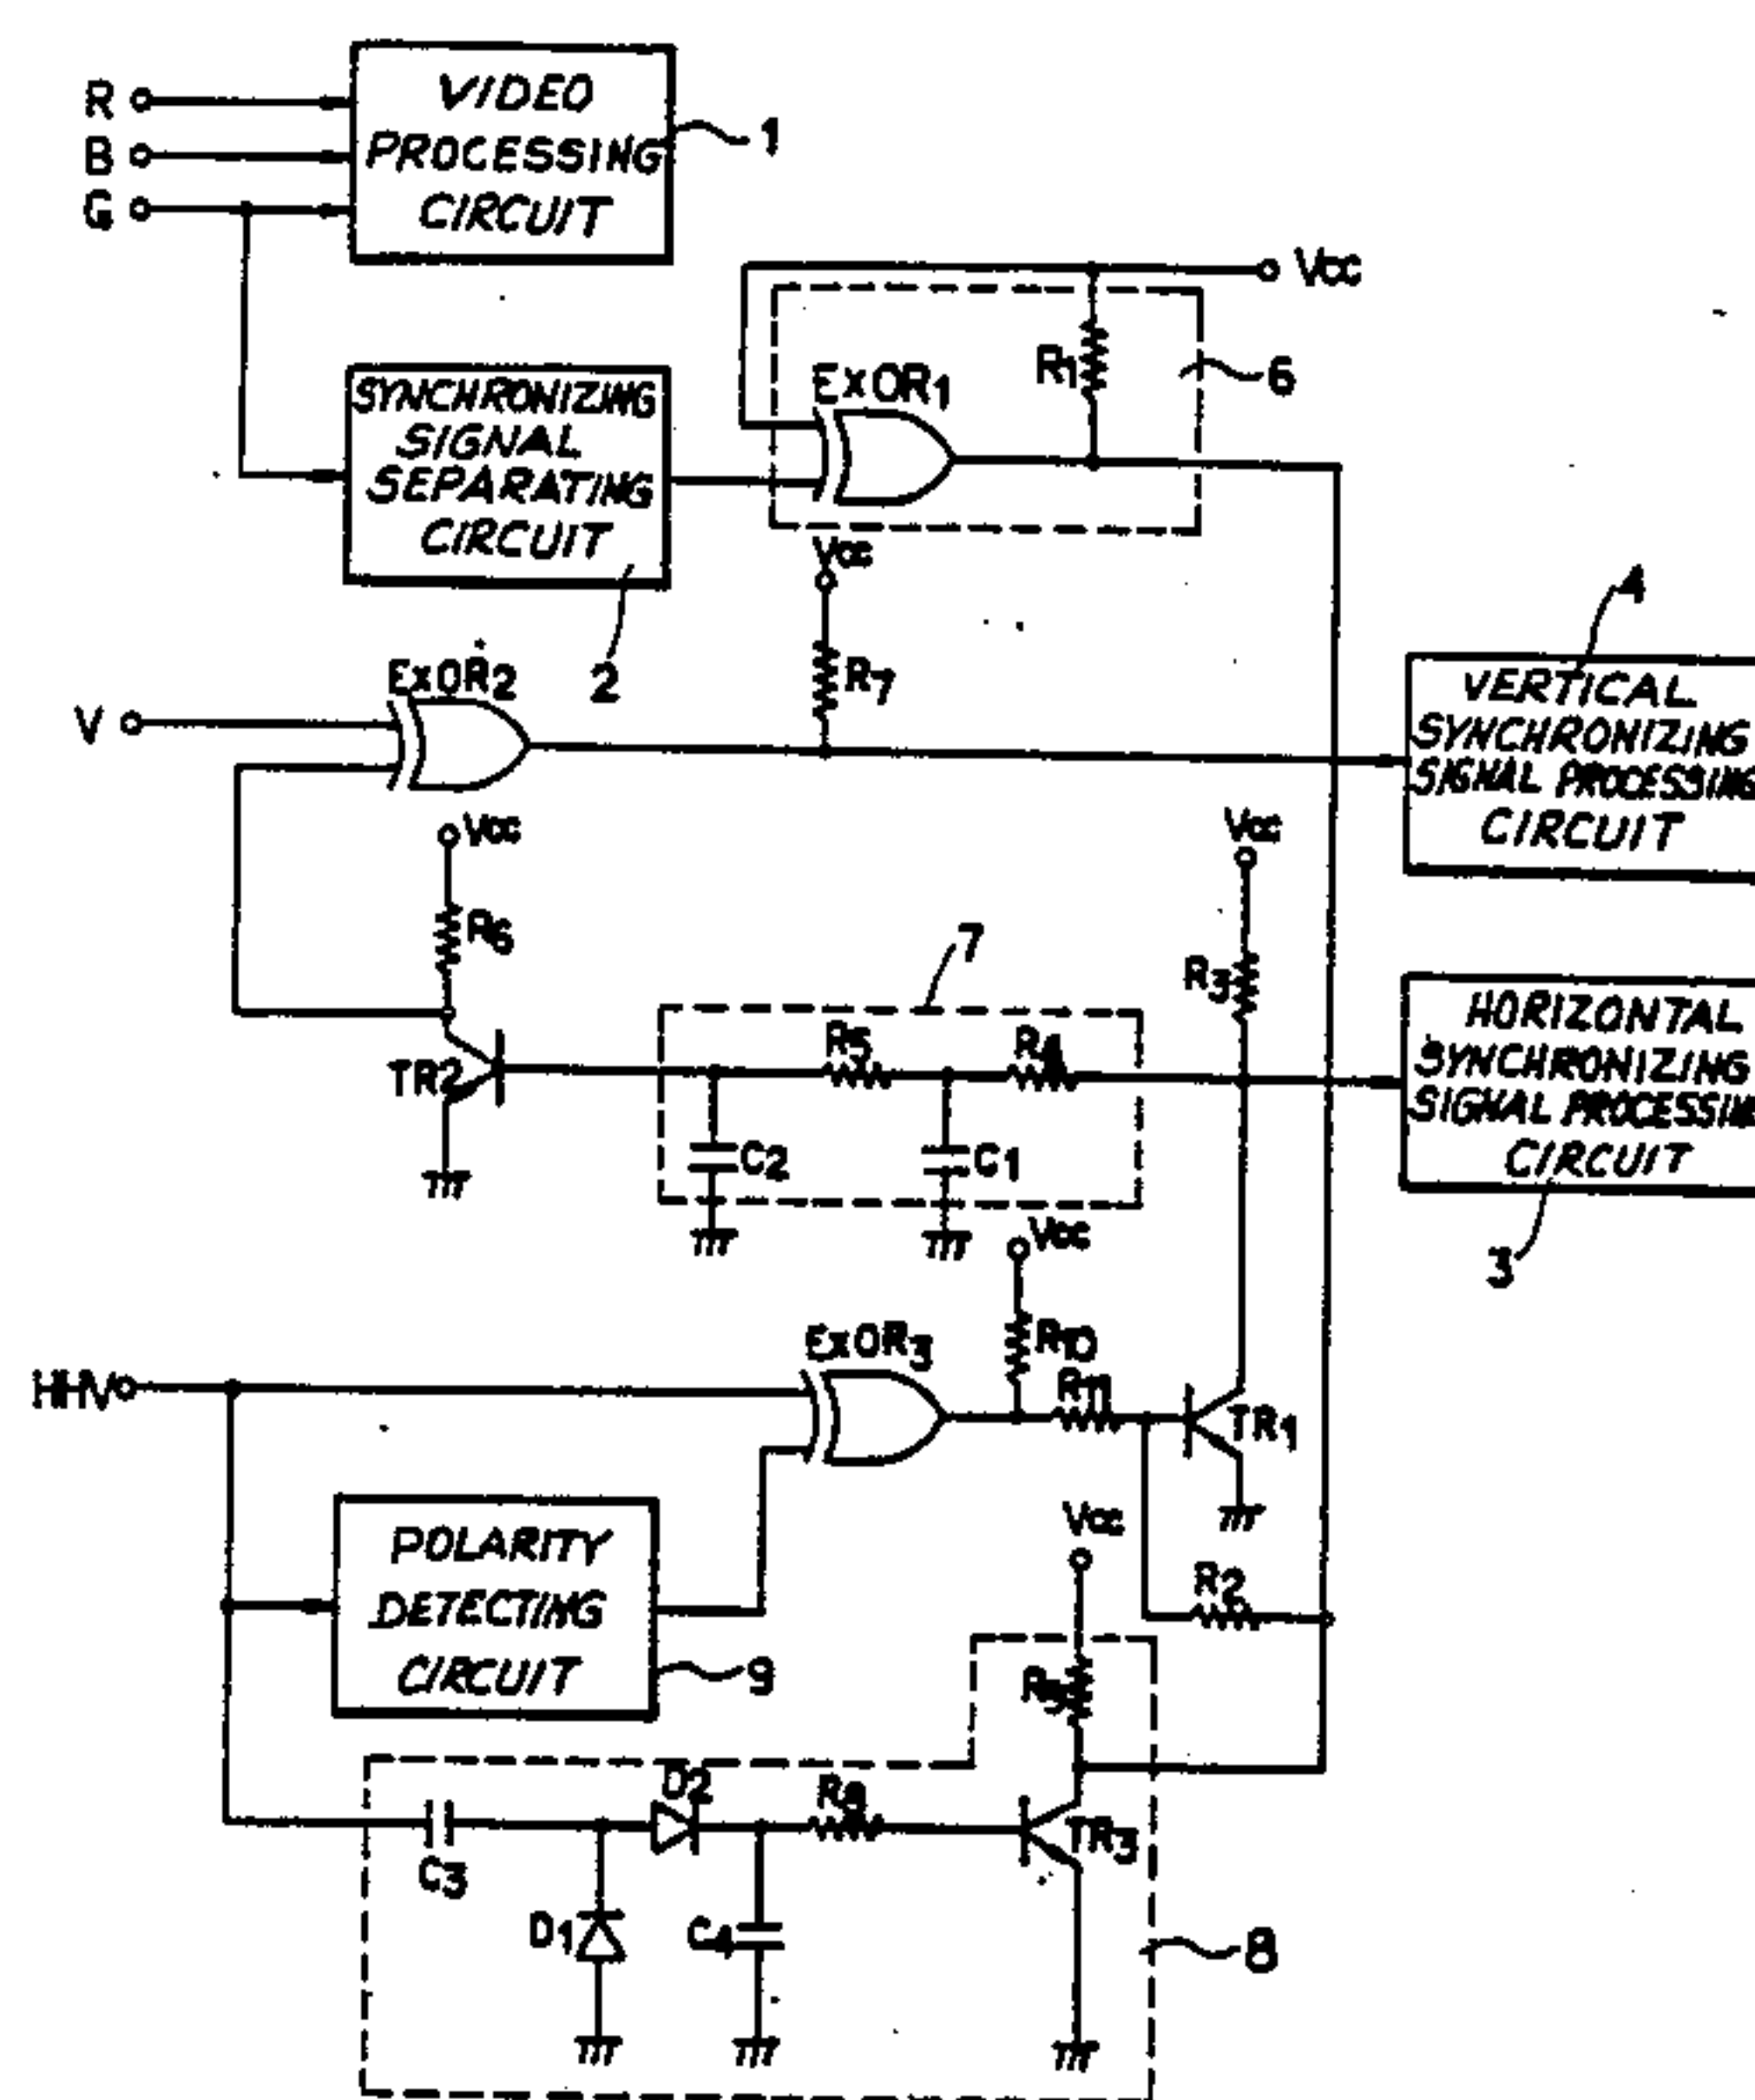 R
B
G
VIDEO
PROCESSING
CIRCUIT
1
Vcc
R1
6
EXOR1
SYNCHRONIZING
SIGNAL
SEPARATING
CIRCUIT
2
Vcc
R7
4
VERTICAL
SYNCHRONIZING
SIGNAL PROCESSING
CIRCUIT
EXOR2
V
Vcc
R6
Vcc
R3
7
R5
R4
TR2
C2
C1
HORIZONTAL
SYNCHRONIZING
SIGNAL PROCESSING
CIRCUIT
3
Vcc
R10
EXOR3
R11
H/HV
TR1
POLARITY
DETECTING
CIRCUIT
9
Vcc
R2
R9
D2
R8
TR3
C3
D1
C4
8